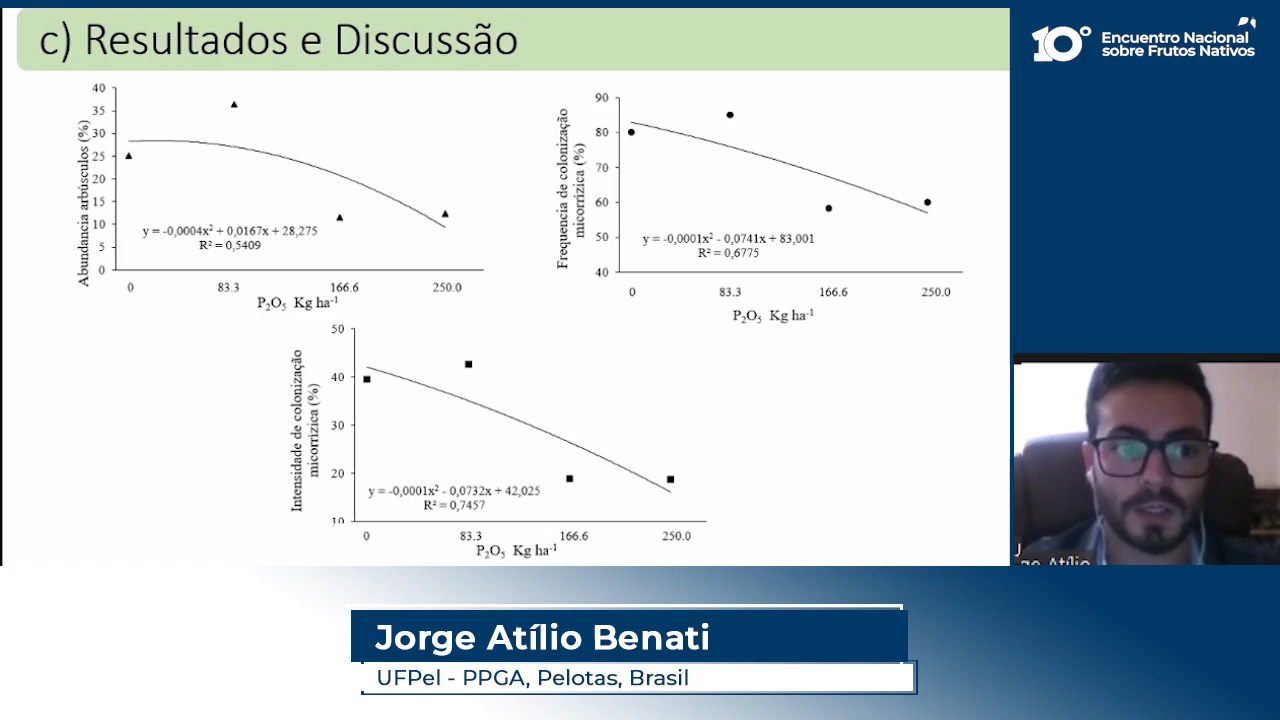 c) Resultados e Discussão
10°
Encuentro Nacional
sobre Frutos Nativos
Abundancia arbúsculos (%)
40
35
30
25
20
15
10
5
0
y = -0,0004x² + 0,0167x + 28,275
R² = 0,5409
0 83.3 166.6 250.0
P₂O₅ Kg ha⁻¹
Frequencia de colonização
micorrizica (%)
90
80
70
60
50
40
y = -0,0001x² - 0,0741x + 83,001
R² = 0,6775
0 83.3 166.6 250.0
P₂O₅ Kg ha⁻¹
Intensidade de colonização
micorrizica (%)
50
40
30
20
10
y = -0,0001x² - 0,0732x + 42,025
R² = 0,7457
0 83.3 166.6 250.0
P₂O₅ Kg ha⁻¹
Atílio
Jorge Atílio Benati
UFPel - PPGA, Pelotas, Brasil